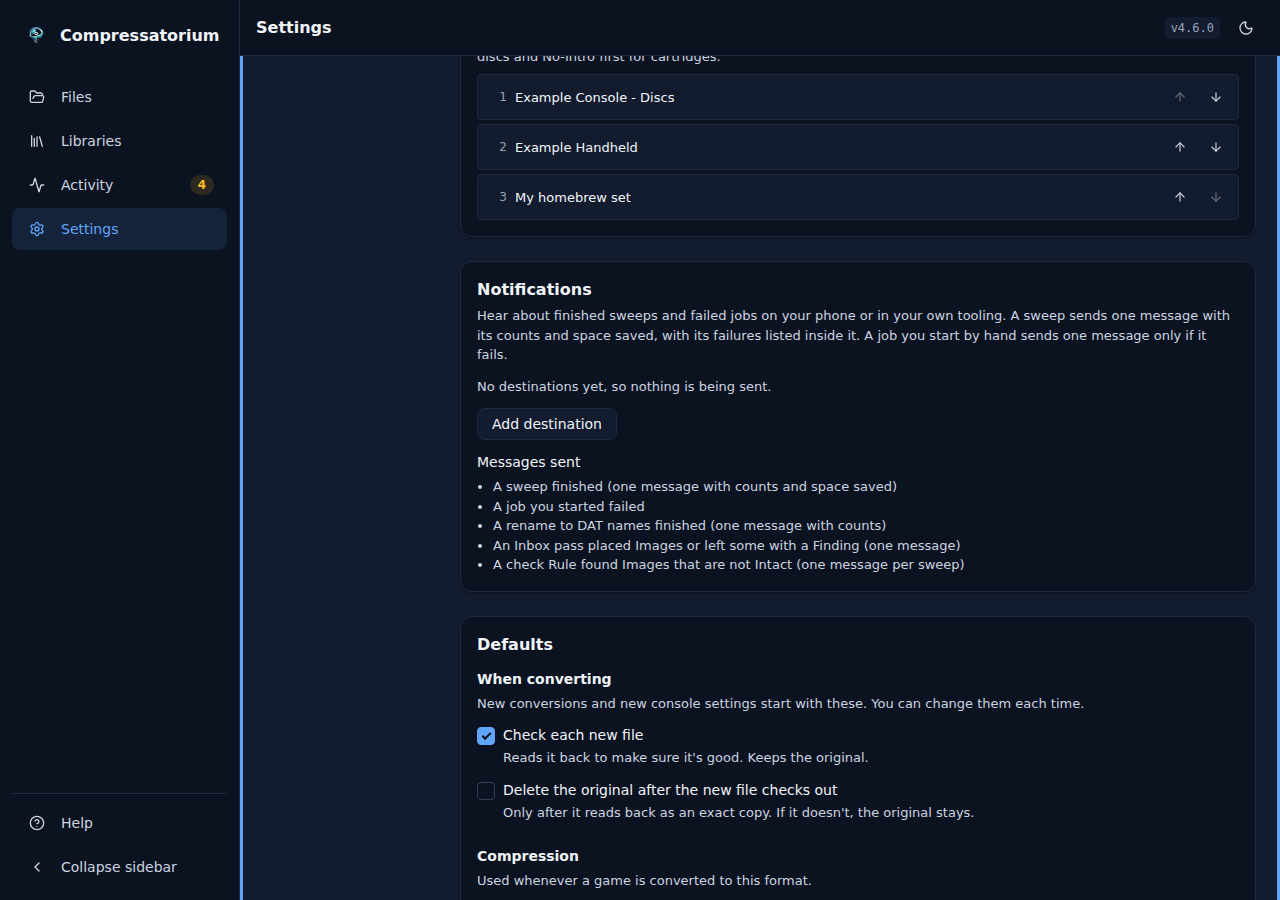 Compressatorium
Settings
v4.6.0
Files
Libraries
Activity
4
Settings
Help
Collapse sidebar
discs and No-Intro first for cartridges.
1 Example Console - Discs
2 Example Handheld
3 My homebrew set
Notifications
Hear about finished sweeps and failed jobs on your phone or in your own tooling. A sweep sends one message with
its counts and space saved, with its failures listed inside it. A job you start by hand sends one message only if it
fails.
No destinations yet, so nothing is being sent.
Add destination
Messages sent
• A sweep finished (one message with counts and space saved)
• A job you started failed
• A rename to DAT names finished (one message with counts)
• An Inbox pass placed Images or left some with a Finding (one message)
• A check Rule found Images that are not Intact (one message per sweep)
Defaults
When converting
New conversions and new console settings start with these. You can change them each time.
Check each new file
Reads it back to make sure it's good. Keeps the original.
Delete the original after the new file checks out
Only after it reads back as an exact copy. If it doesn't, the original stays.
Compression
Used whenever a game is converted to this format.